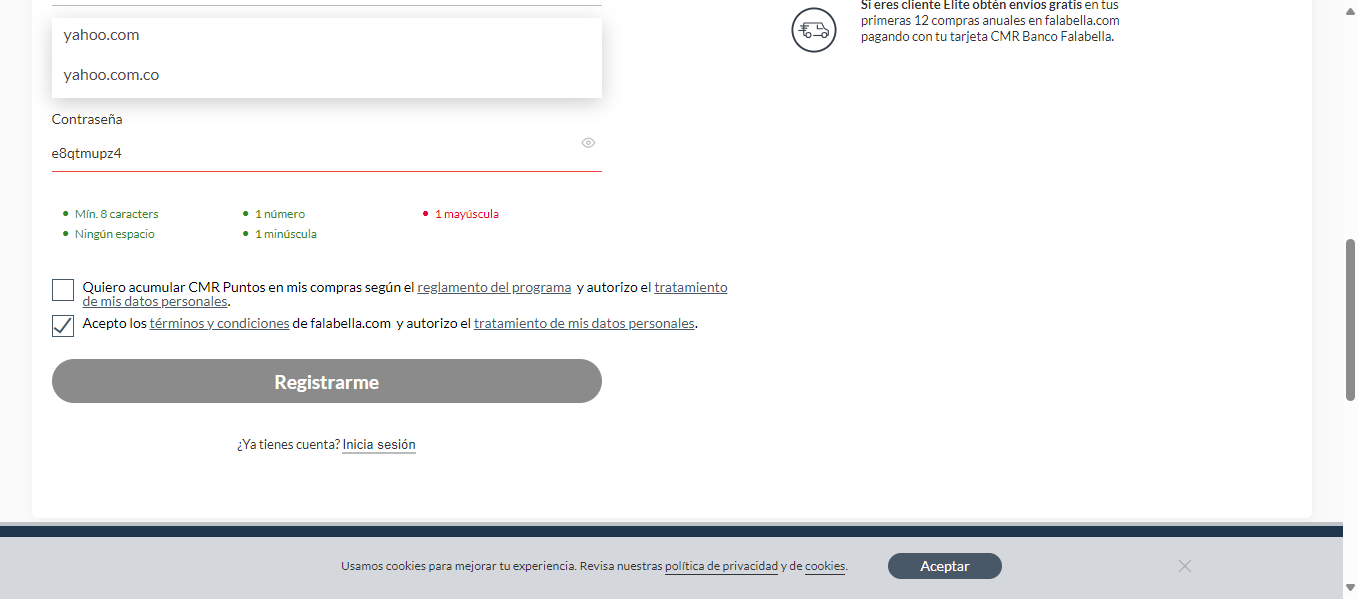 Si eres cliente Elite obtén envíos gratis en tus
primeras 12 compras anuales en falabella.com
pagando con tu tarjeta CMR Banco Falabella.
yahoo.com
yahoo.com.co
Contraseña
e8qtmupz4
Mín. 8 caracters
1 número
1 mayúscula
Ningún espacio
1 minúscula
Quiero acumular CMR Puntos en mis compras según el reglamento del programa y autorizo el tratamiento
de mis datos personales.
Acepto los términos y condiciones de falabella.com y autorizo el tratamiento de mis datos personales.
Registrarme
¿Ya tienes cuenta? Inicia sesión
Usamos cookies para mejorar tu experiencia. Revisa nuestras política de privacidad y de cookies.
Aceptar